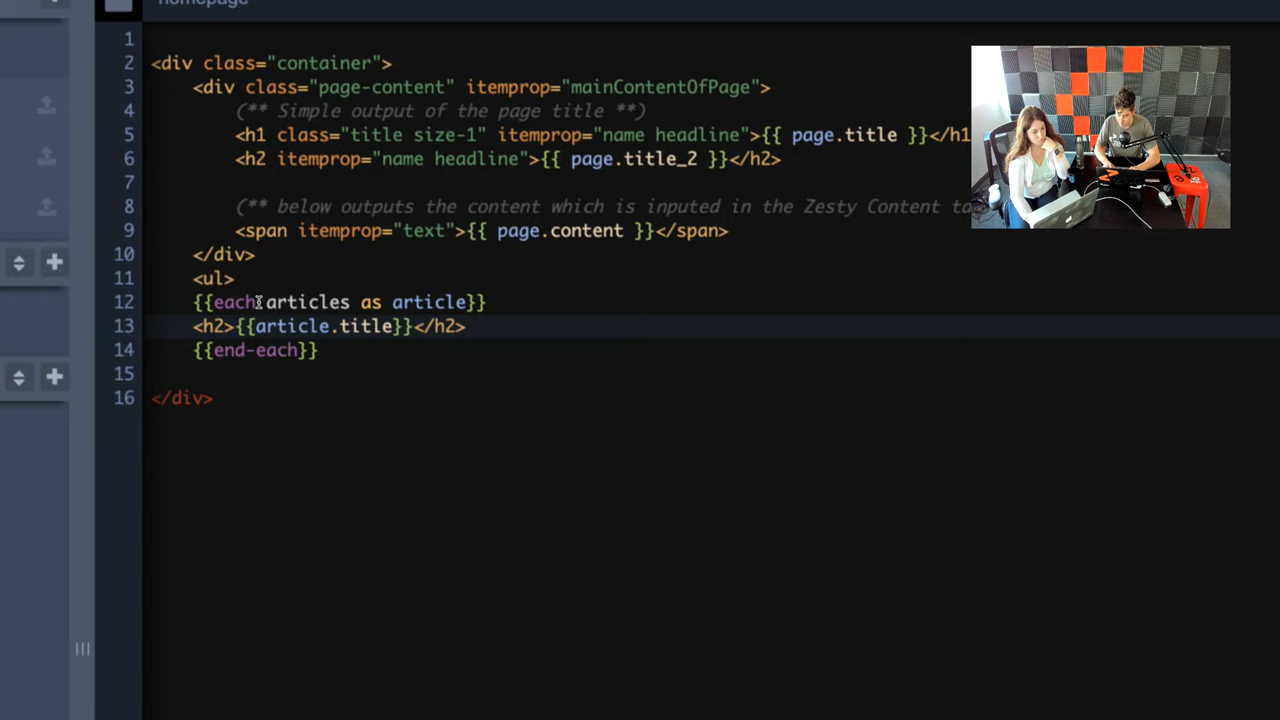 homepage
1
2 <div class="container">
3 <div class="page-content" itemprop="mainContentOfPage">
4 (** Simple output of the page title **)
5 <h1 class="title size-1" itemprop="name headline">{{ page.title }}</h1
6 <h2 itemprop="name headline">{{ page.title_2 }}</h2>
7
8 (** below outputs the content which is inputed in the Zesty Content ta
9 <span itemprop="text">{{ page.content }}</span>
10 </div>
11 <ul>
12 {{each articles as article}}
13 <h2>{{article.title}}</h2>
14 {{end-each}}
15
16 </div>